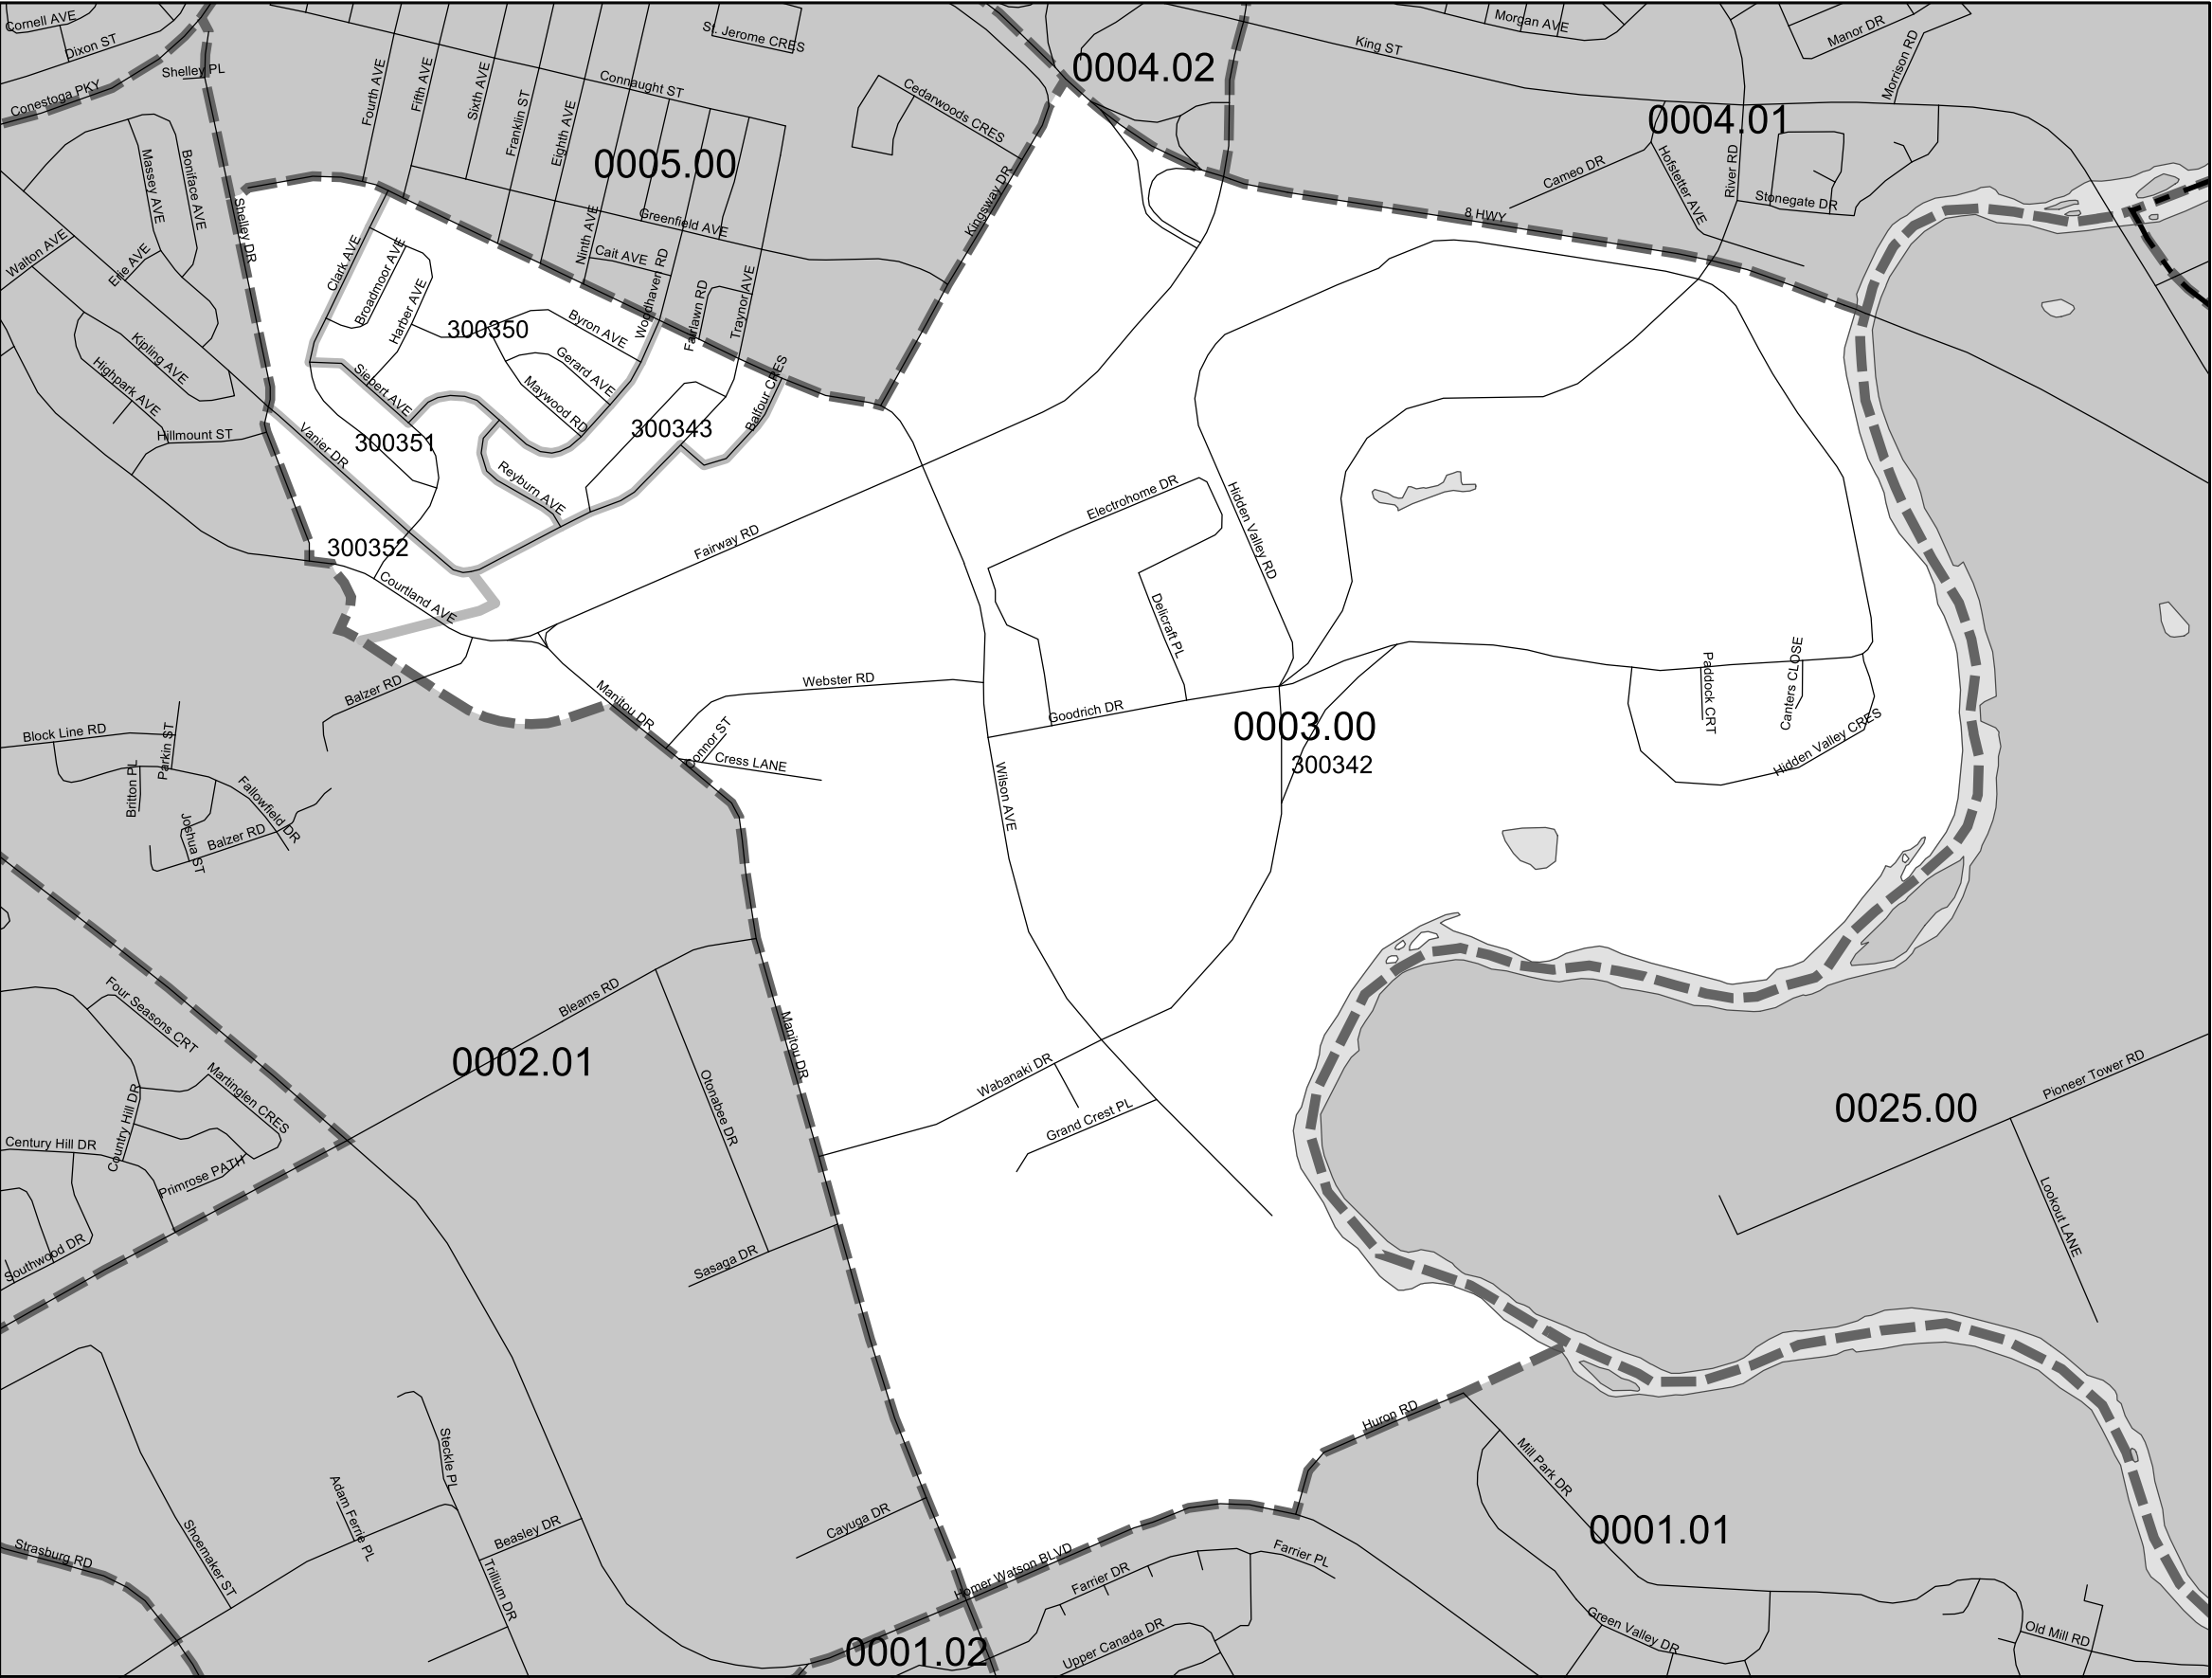 Cornell AVE
Dixon ST
Conestoga PKY
Shelley PL
Fourth AVE
Fifth AVE
Sixth AVE
Franklin ST
Eighth AVE
Connaught ST
St. Jerome CRES
Cedarwoods CRES
0004.02
King ST
Morgan AVE
Manor DR
Morrison RD
0004.01
0005.00
Massey AVE
Boniface AVE
Shelley DR
Walton AVE
Erie AVE
Clark AVE
Broadmoor AVE
Harber AVE
Ninth AVE
Greenfield AVE
Cait AVE
Woodhaven RD
Fairlawn RD
Traynor AVE
Kingsway DR
8 HWY
Cameo DR
Hofstetter AVE
River RD
Stonegate DR
300350
Byron AVE
Gerard AVE
Maywood RD
Siebert AVE
Kipling AVE
Highpark AVE
Hillmount ST
Vanier DR
300351
300343
Balfour CRES
Reyburn AVE
300352
Courtland AVE
Fairway RD
Electrohome DR
Hidden Valley RD
Delicraft PL
Webster RD
Manitou DR
Connor ST
Cress LANE
Goodrich DR
0003.00
300342
Wilson AVE
Paddock CRT
Canters CLOSE
Hidden Valley CRES
Balzer RD
Block Line RD
Parkin ST
Britton PL
Joshua ST
Balzer RD
Fallowfield DR
Four Seasons CRT
Martinglen CRES
Country Hill DR
Century Hill DR
Primrose PATH
Southwood DR
Bleams RD
0002.01
Otonabee DR
Manitou DR
Sasaga DR
Wabanaki DR
Grand Crest PL
0025.00
Pioneer Tower RD
Lookout LANE
Steckle PL
Adam Ferrie PL
Shoemaker ST
Strasburg RD
Beasley DR
Trillium DR
Cayuga DR
Homer Watson BLVD
Farrier DR
Farrier PL
Huron RD
Mill Park DR
0001.01
Green Valley DR
Old Mill RD
0001.02
Upper Canada DR